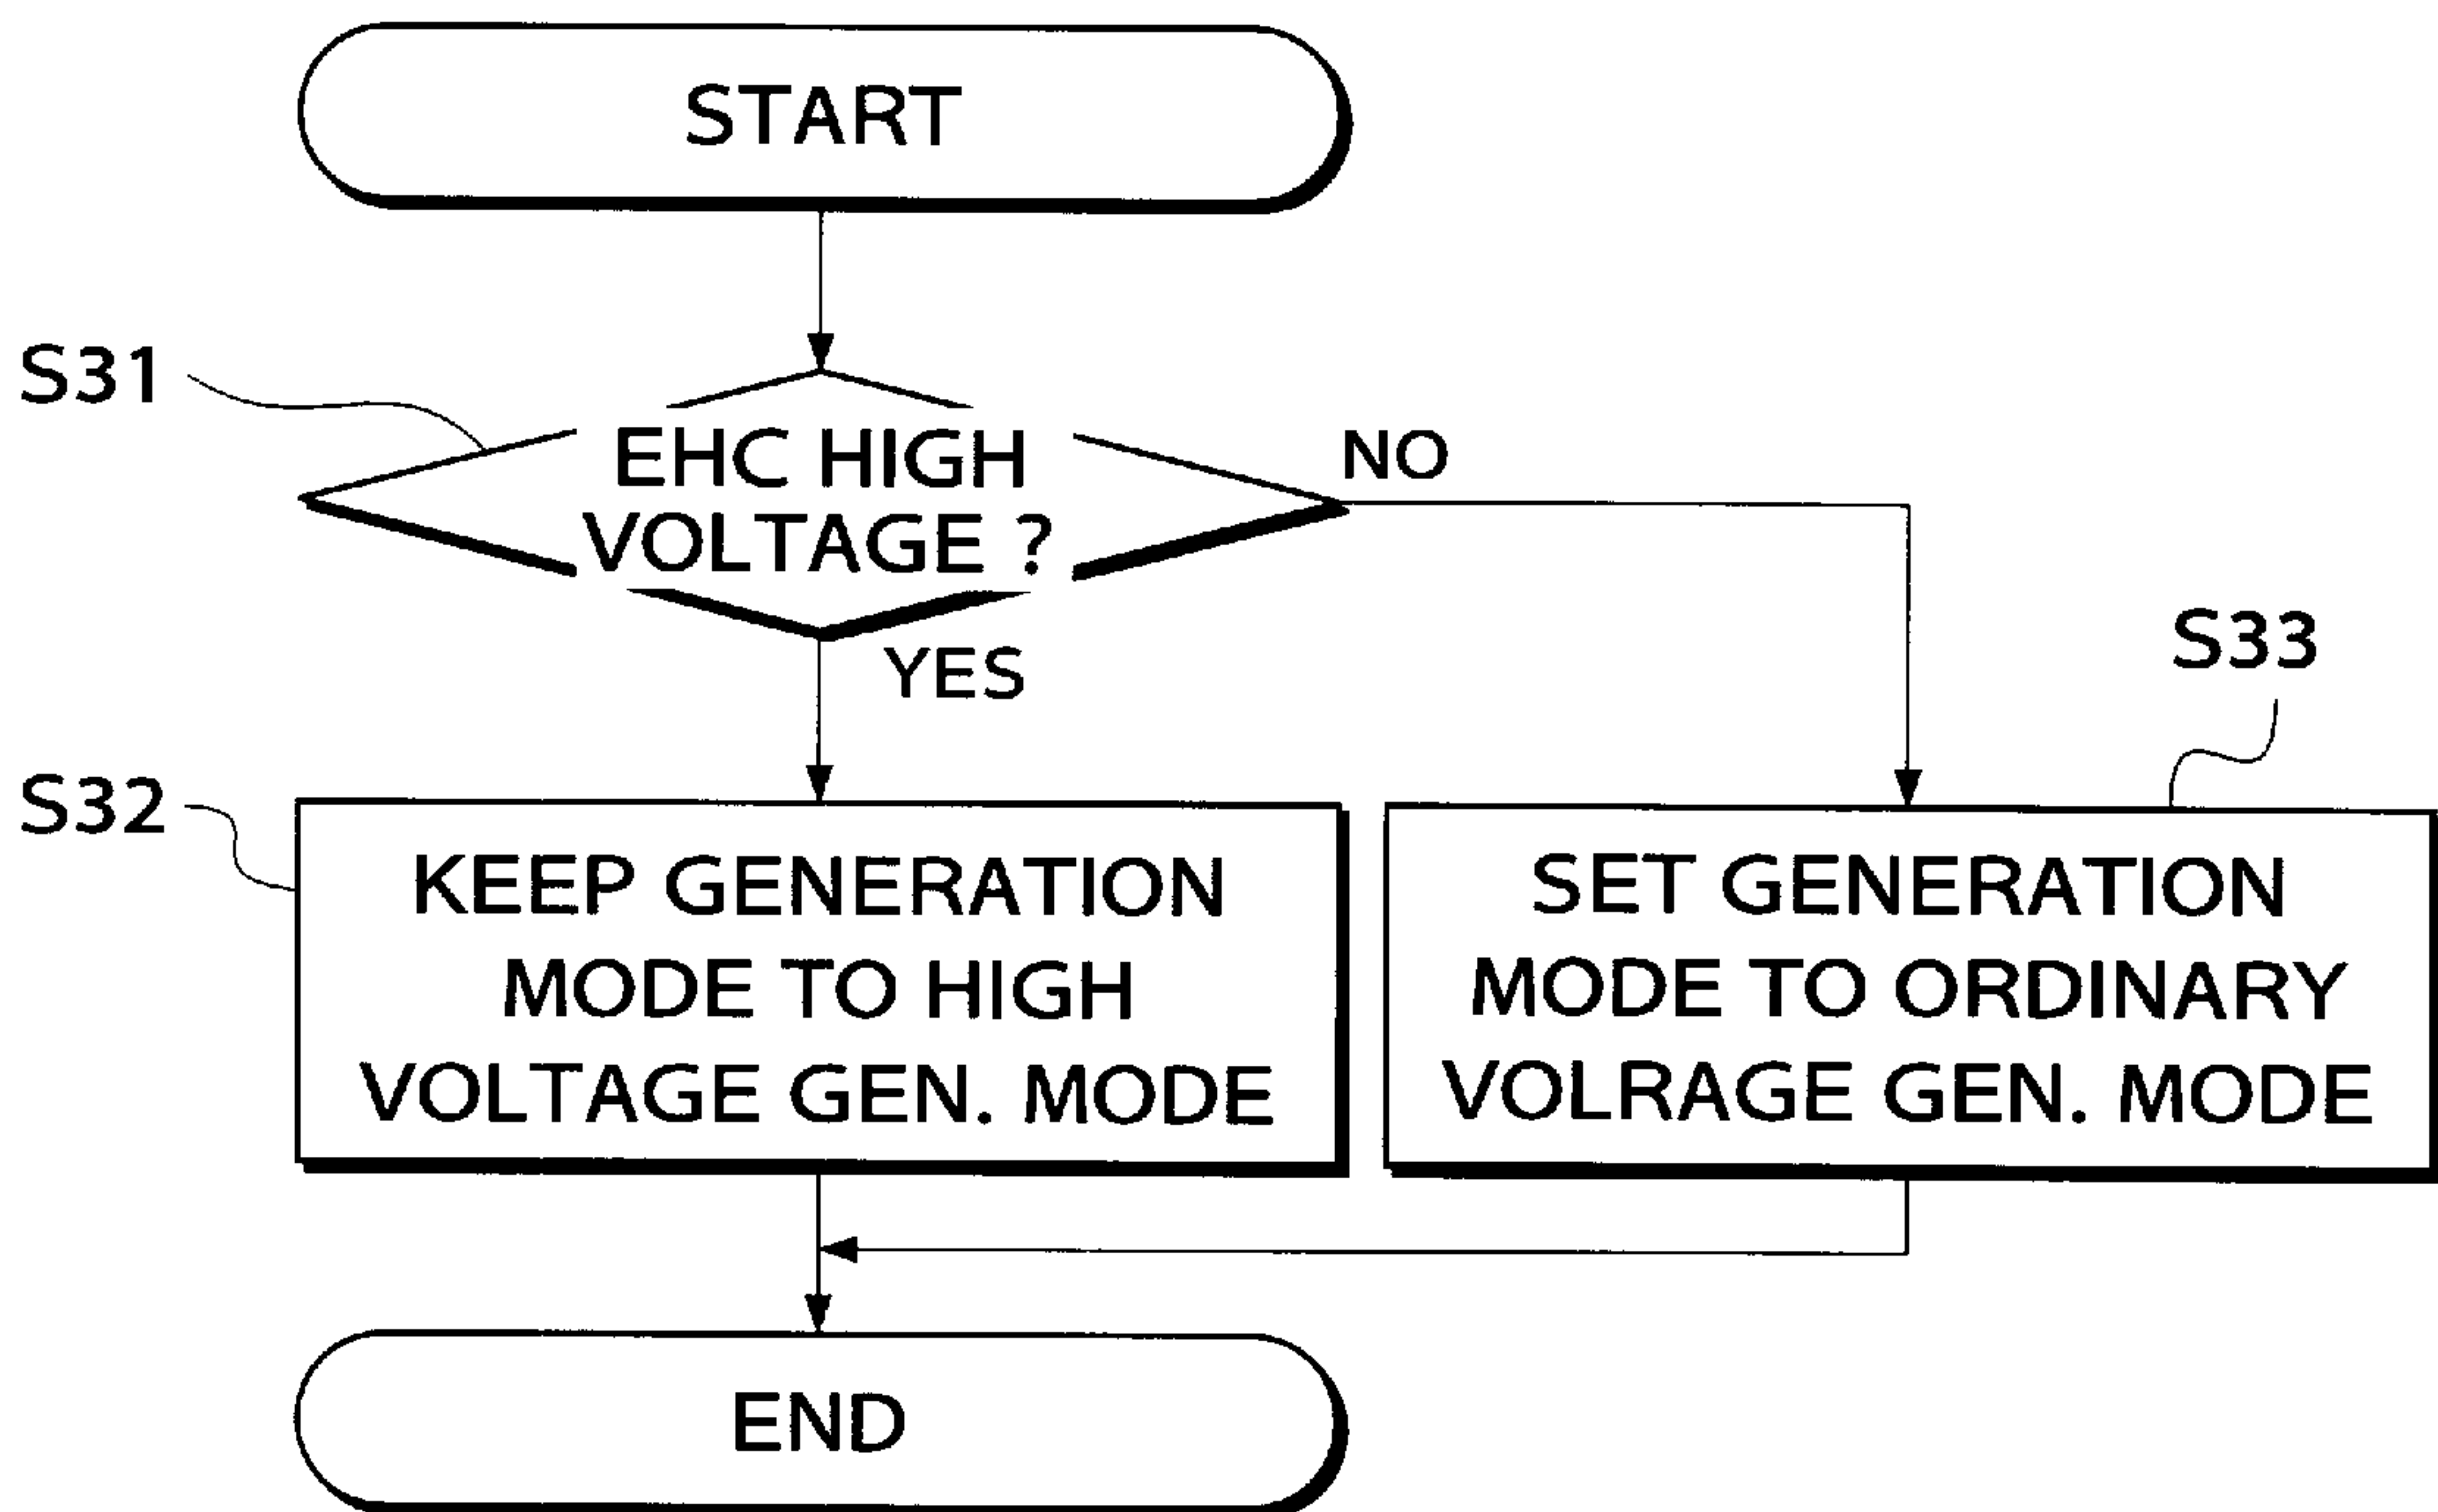 START
S31
EHC HIGH
VOLTAGE ?
NO
YES
S33
S32
KEEP GENERATION
MODE TO HIGH
VOLTAGE GEN. MODE
SET GENERATION
MODE TO ORDINARY
VOLRAGE GEN. MODE
END